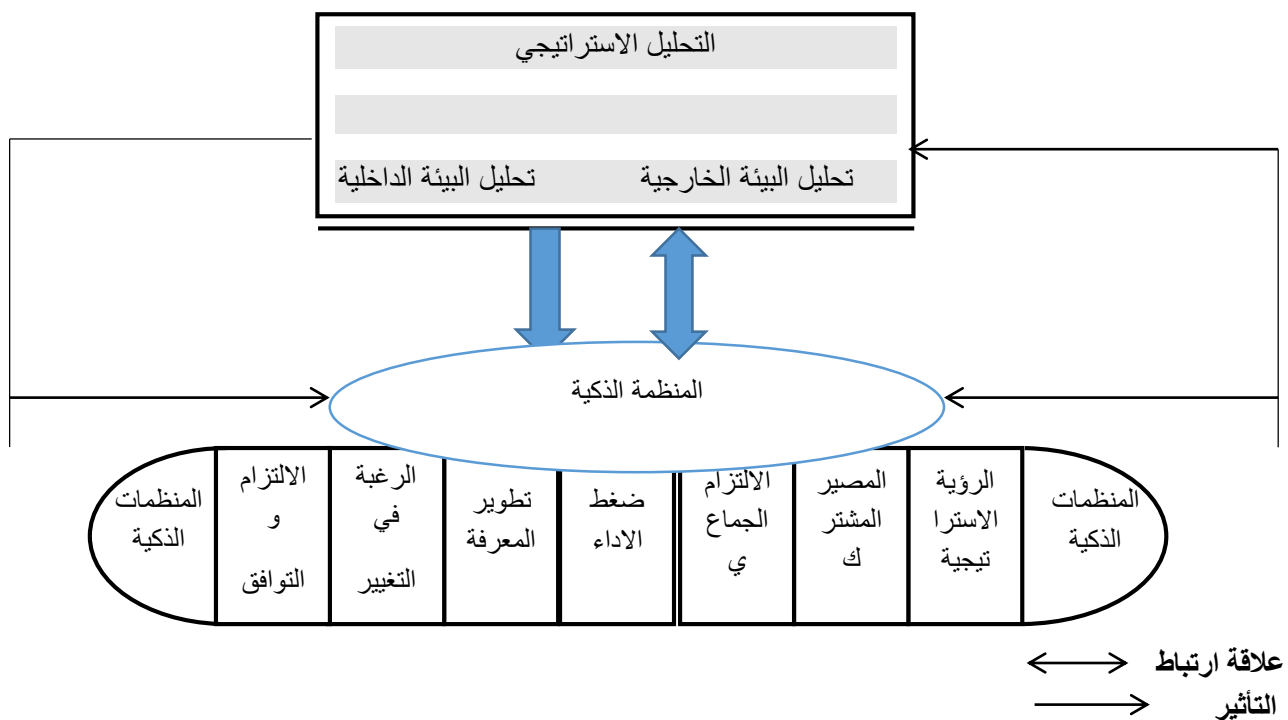 التحليل الاستراتيجي
تحليل البيئة الخارجية
تحليل البيئة الداخلية
المنظمة الذكية
المنظمات
الذكية
الرؤية
الاسترا
تيجية
المصير
المشتر
ك
الالتزام
الجماع
ي
ضغط
الاداء
تطوير
المعرفة
الرغبة
في
التغيير
الالتزام
و
التوافق
المنظمات
الذكية
علاقة ارتباط
التأثير